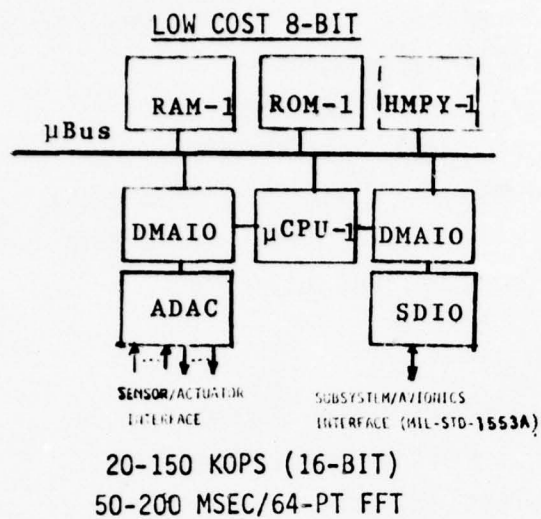 LOW COST 8-BIT
RAM-1 ROM-1 HMPY-1
μBus
DMAIO μCPU-1 DMAIO
ADAC SDIO
SENSOR/ACTUATOR
INTERFACE
SUBSYSTEM/AVIONICS
INTERFACE (MIL-STD-1553A)
20-150 KOPS (16-BIT)
50-200 MSEC/64-PT FFT